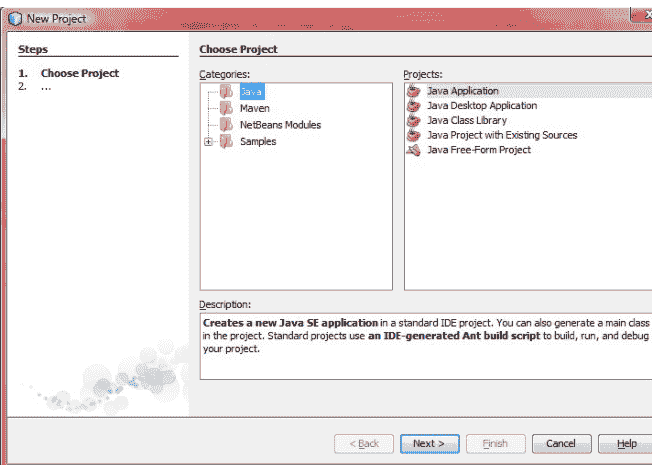 New Project
Steps
1. Choose Project
2. ...
Choose Project
Categories:
Java
Maven
NetBeans Modules
Samples
Projects:
Java Application
Java Desktop Application
Java Class Library
Java Project with Existing Sources
Java Free-Form Project
Description:
Creates a new Java SE application in a standard IDE project. You can also generate a main class
in the project. Standard projects use an IDE-generated Ant build script to build, run, and debug
your project.
< Back
Next >
Finish
Cancel
Help